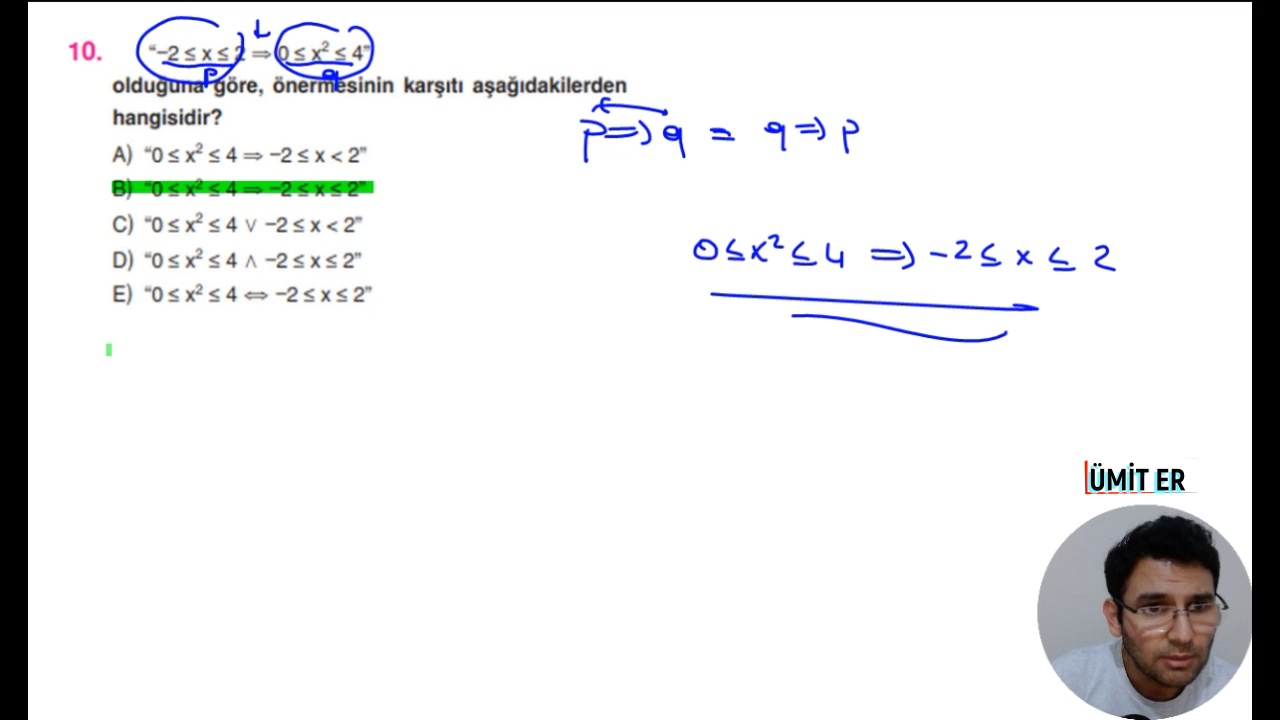 10. “−2 ≤ x ≤ 2 ⇒ 0 ≤ x² ≤ 4”
p q
olduğuna göre, önermesinin karşıtı aşağıdakilerden
hangisidir?
A) “0 ≤ x² ≤ 4 ⇒ −2 ≤ x < 2”
B) “0 ≤ x² ≤ 4 ⇒ −2 ≤ x ≤ 2”
C) “0 ≤ x² ≤ 4 ∨ −2 ≤ x < 2”
D) “0 ≤ x² ≤ 4 ∧ −2 ≤ x ≤ 2”
E) “0 ≤ x² ≤ 4 ⇔ −2 ≤ x ≤ 2”
p ⇒ q = q ⇒ p
0 ≤ x² ≤ 4 ⇒ −2 ≤ x ≤ 2
ÜMİT ER